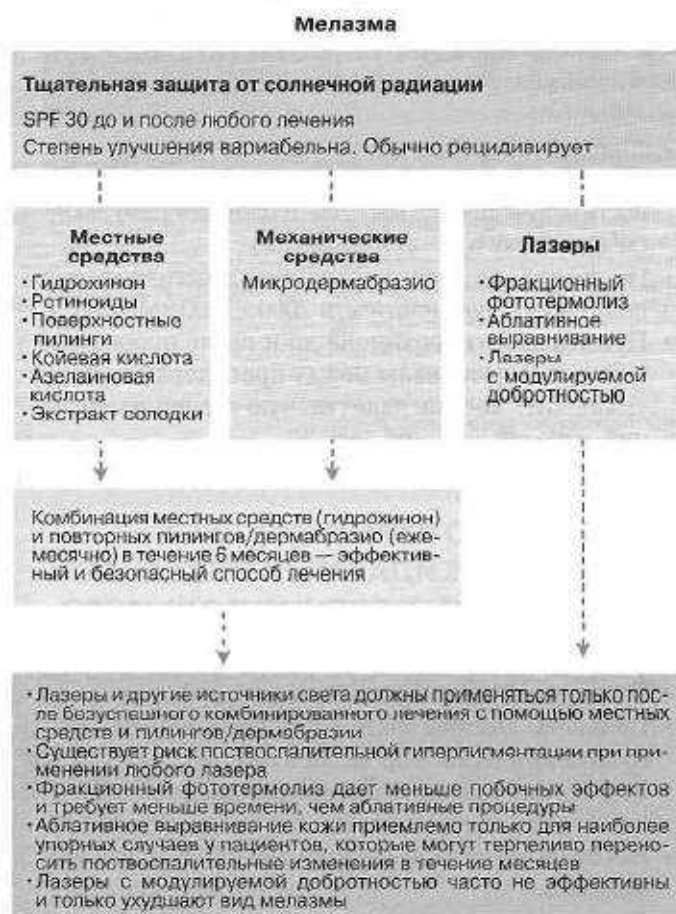 Мелазма
Тщательная защита от солнечной радиации
SPF 30 до и после любого лечения
Степень улучшения вариабельна. Обычно рецидивирует
Местные
средства
• Гидрохинон
• Ретиноиды
• Поверхностные
пилинги
• Койевая кислота
• Азелаиновая
кислота
• Экстракт солодки
Механические
средства
Микродермабразио
Лазеры
• Фракционный
фототермолиз
• Аблативное
выравнивание
• Лазеры
с модулируемой
добротностью
Комбинация местных средств (гидрохинон)
и повторных пилингов/дермабразио (еже-
месячно) в течение 6 месяцев — эффектив-
ный и безопасный способ лечения
• Лазеры и другие источники света должны применяться только пос-
ле безуспешного комбинированного лечения с помощью местных
средств и пилингов/дермабразии
• Существует риск поствоспалительной гиперпигментации при при-
менении любого лазера
• Фракционный фототермолиз дает меньше побочных эффектов
и требует меньше времени, чем аблативные процедуры
• Аблативное выравнивание кожи приемлемо только для наиболее
упорных случаев у пациентов, которые могут терпеливо перено-
сить поствоспалительные изменения в течение месяцев
• Лазеры с модулируемой добротностью часто не эффективны
и только ухудшают вид мелазмы